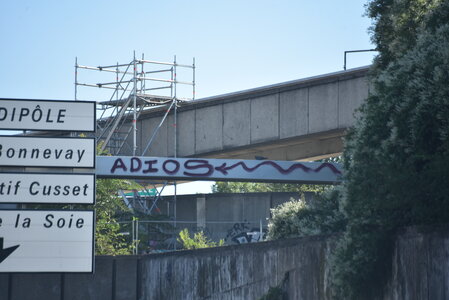 DIPÔLE
Bonnevay
tif Cusset
e la Soie
ADIOS